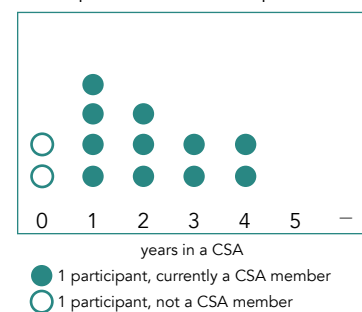 0 1 2 3 4 5 –
years in a CSA
1 participant, currently a CSA member
1 participant, not a CSA member